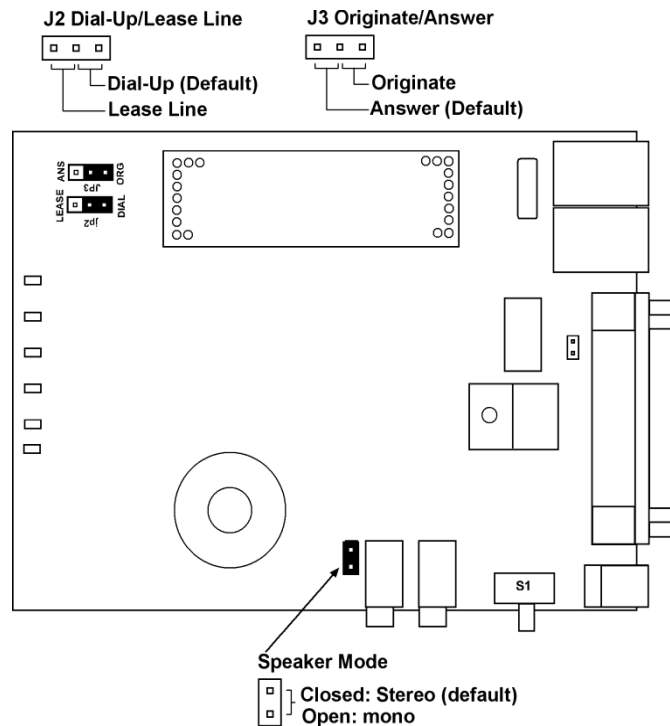 J2 Dial-Up/Lease Line
J3 Originate/Answer
Dial-Up (Default)
Lease Line
Originate
Answer (Default)
ANS
JP3
ORG
LEASE
jp2
DIAL
S1
Speaker Mode
Closed: Stereo (default)
Open: mono